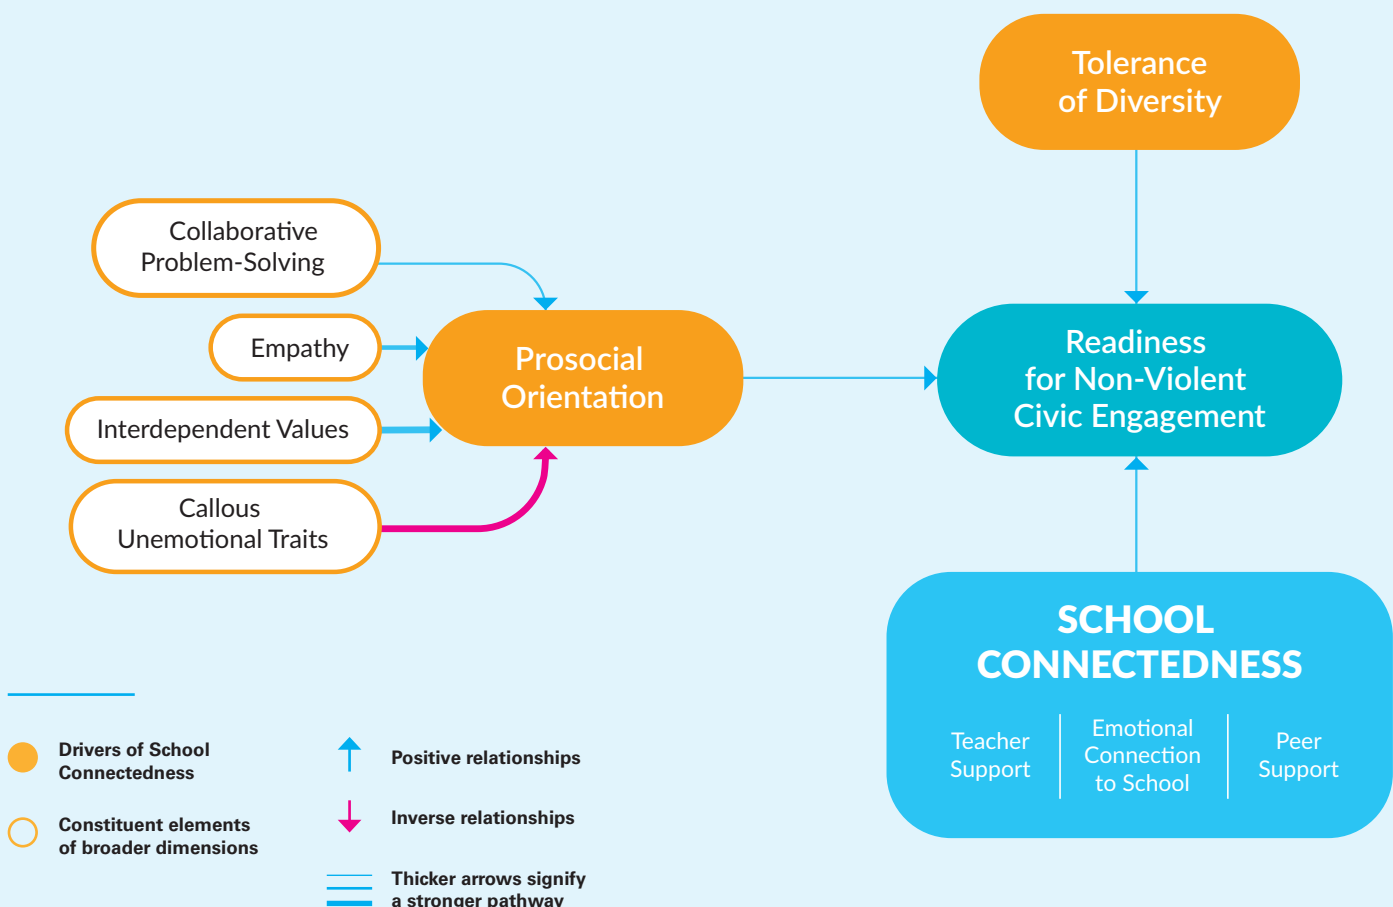 Tolerance
of Diversity
Collaborative
Problem-Solving
Empathy
Interdependent Values
Callous
Unemotional Traits
Prosocial
Orientation
Readiness
for Non-Violent
Civic Engagement
SCHOOL
CONNECTEDNESS
Teacher
Support
Emotional
Connection
to School
Peer
Support
Drivers of School
Connectedness
Constituent elements
of broader dimensions
Positive relationships
Inverse relationships
Thicker arrows signify
a stronger pathway